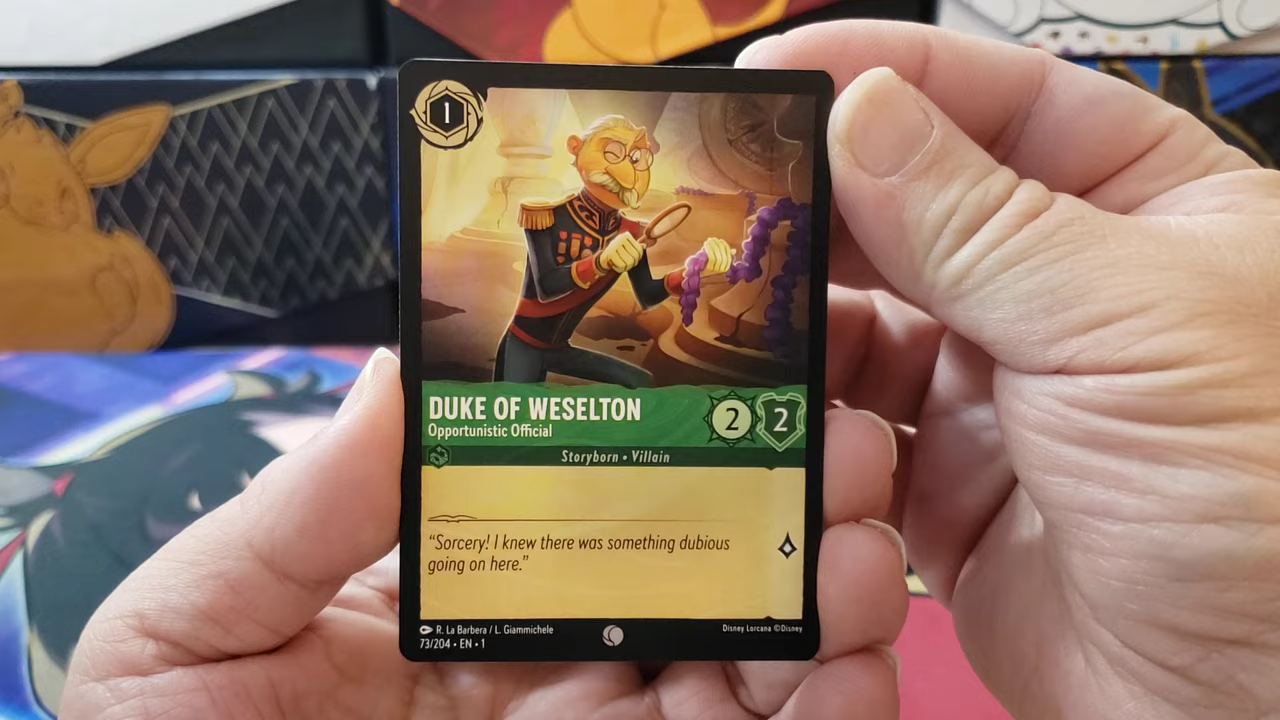 1
DUKE OF WESELTON
Opportunistic Official
2
2
Storyborn • Villain
“Sorcery! I knew there was something dubious
going on here.”
R. La Barbera / L. Giammichele
Disney Lorcana ©Disney
73/204 • EN • 1